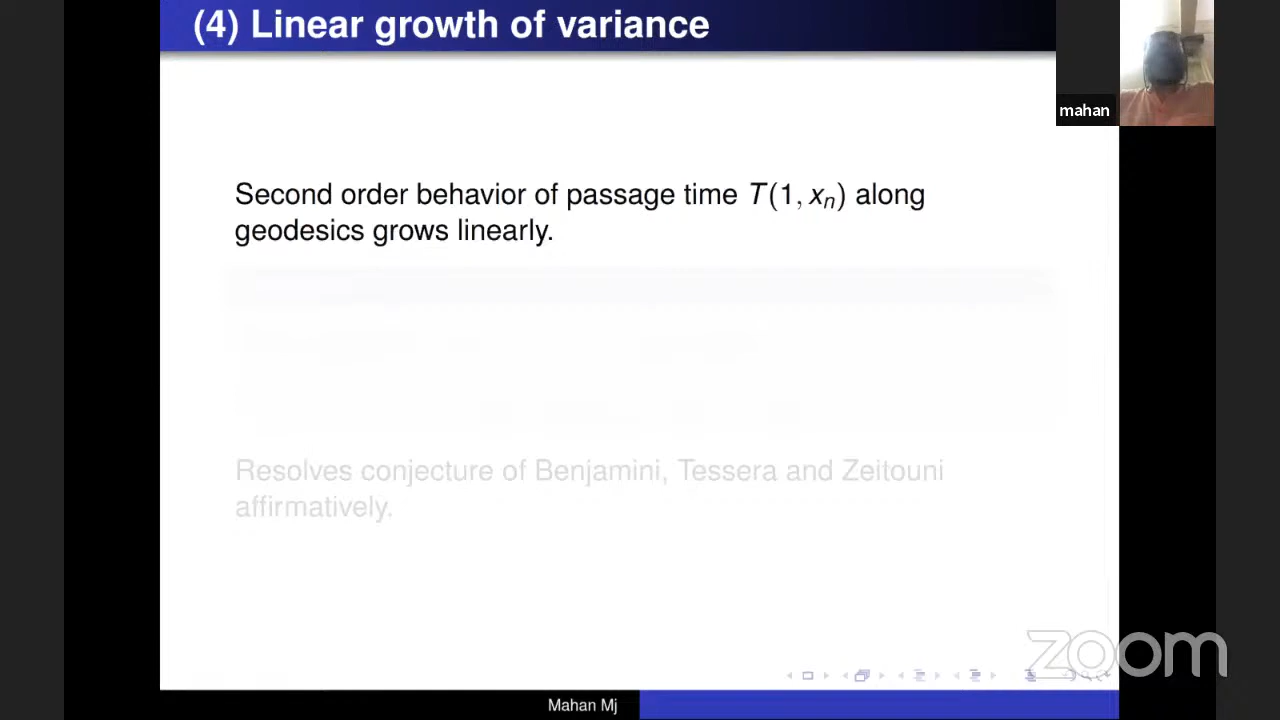 (4) Linear growth of variance
mahan
Second order behavior of passage time T(1, xₙ) along
geodesics grows linearly.
Resolves conjecture of Benjamini, Tessera and Zeitouni
affirmatively.
zoom
Mahan Mj